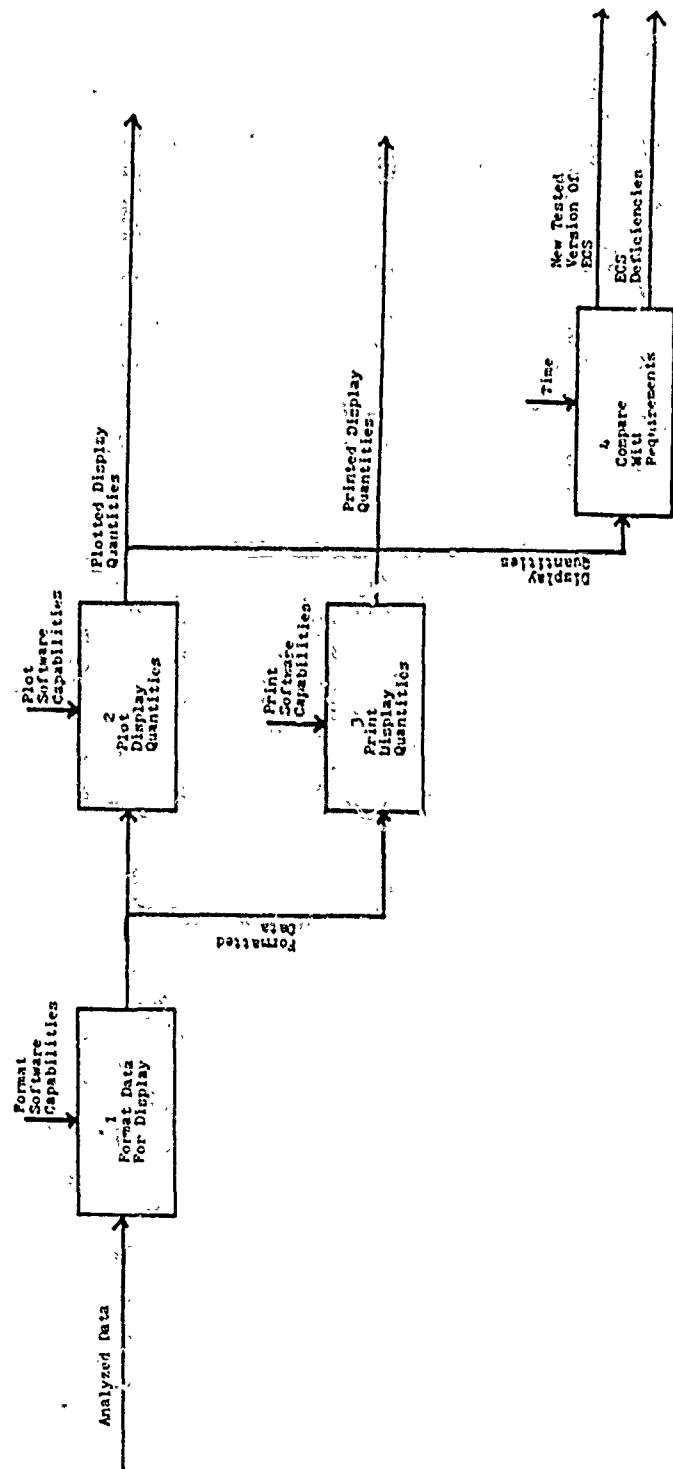 Analyzed Data
Format
Software
Capabilities
1
Format Data
For Display
Formatted
Data
Plot
Software
Capabilities
2
Plot
Display
Quantities
Plotted Display
Quantities
Print
Software
Capabilities
3
Print
Display
Quantities
Printed Display
Quantities
Display
Quantities
Time
4
Compare
With
Requirements
New Tested
Version Of
ECS
ECS
Deficiencies